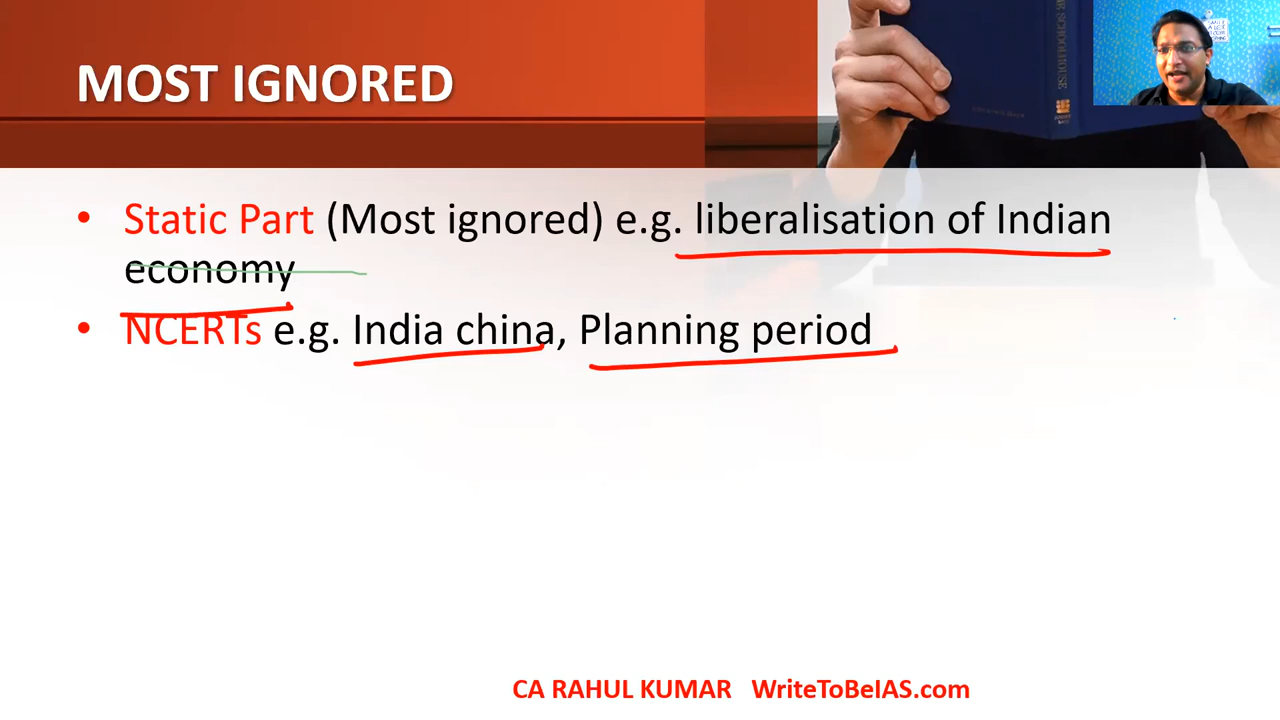 MOST IGNORED
• Static Part (Most ignored) e.g. liberalisation of Indian
economy
• NCERTs e.g. India china, Planning period
CA RAHUL KUMAR WriteToBeIAS.com